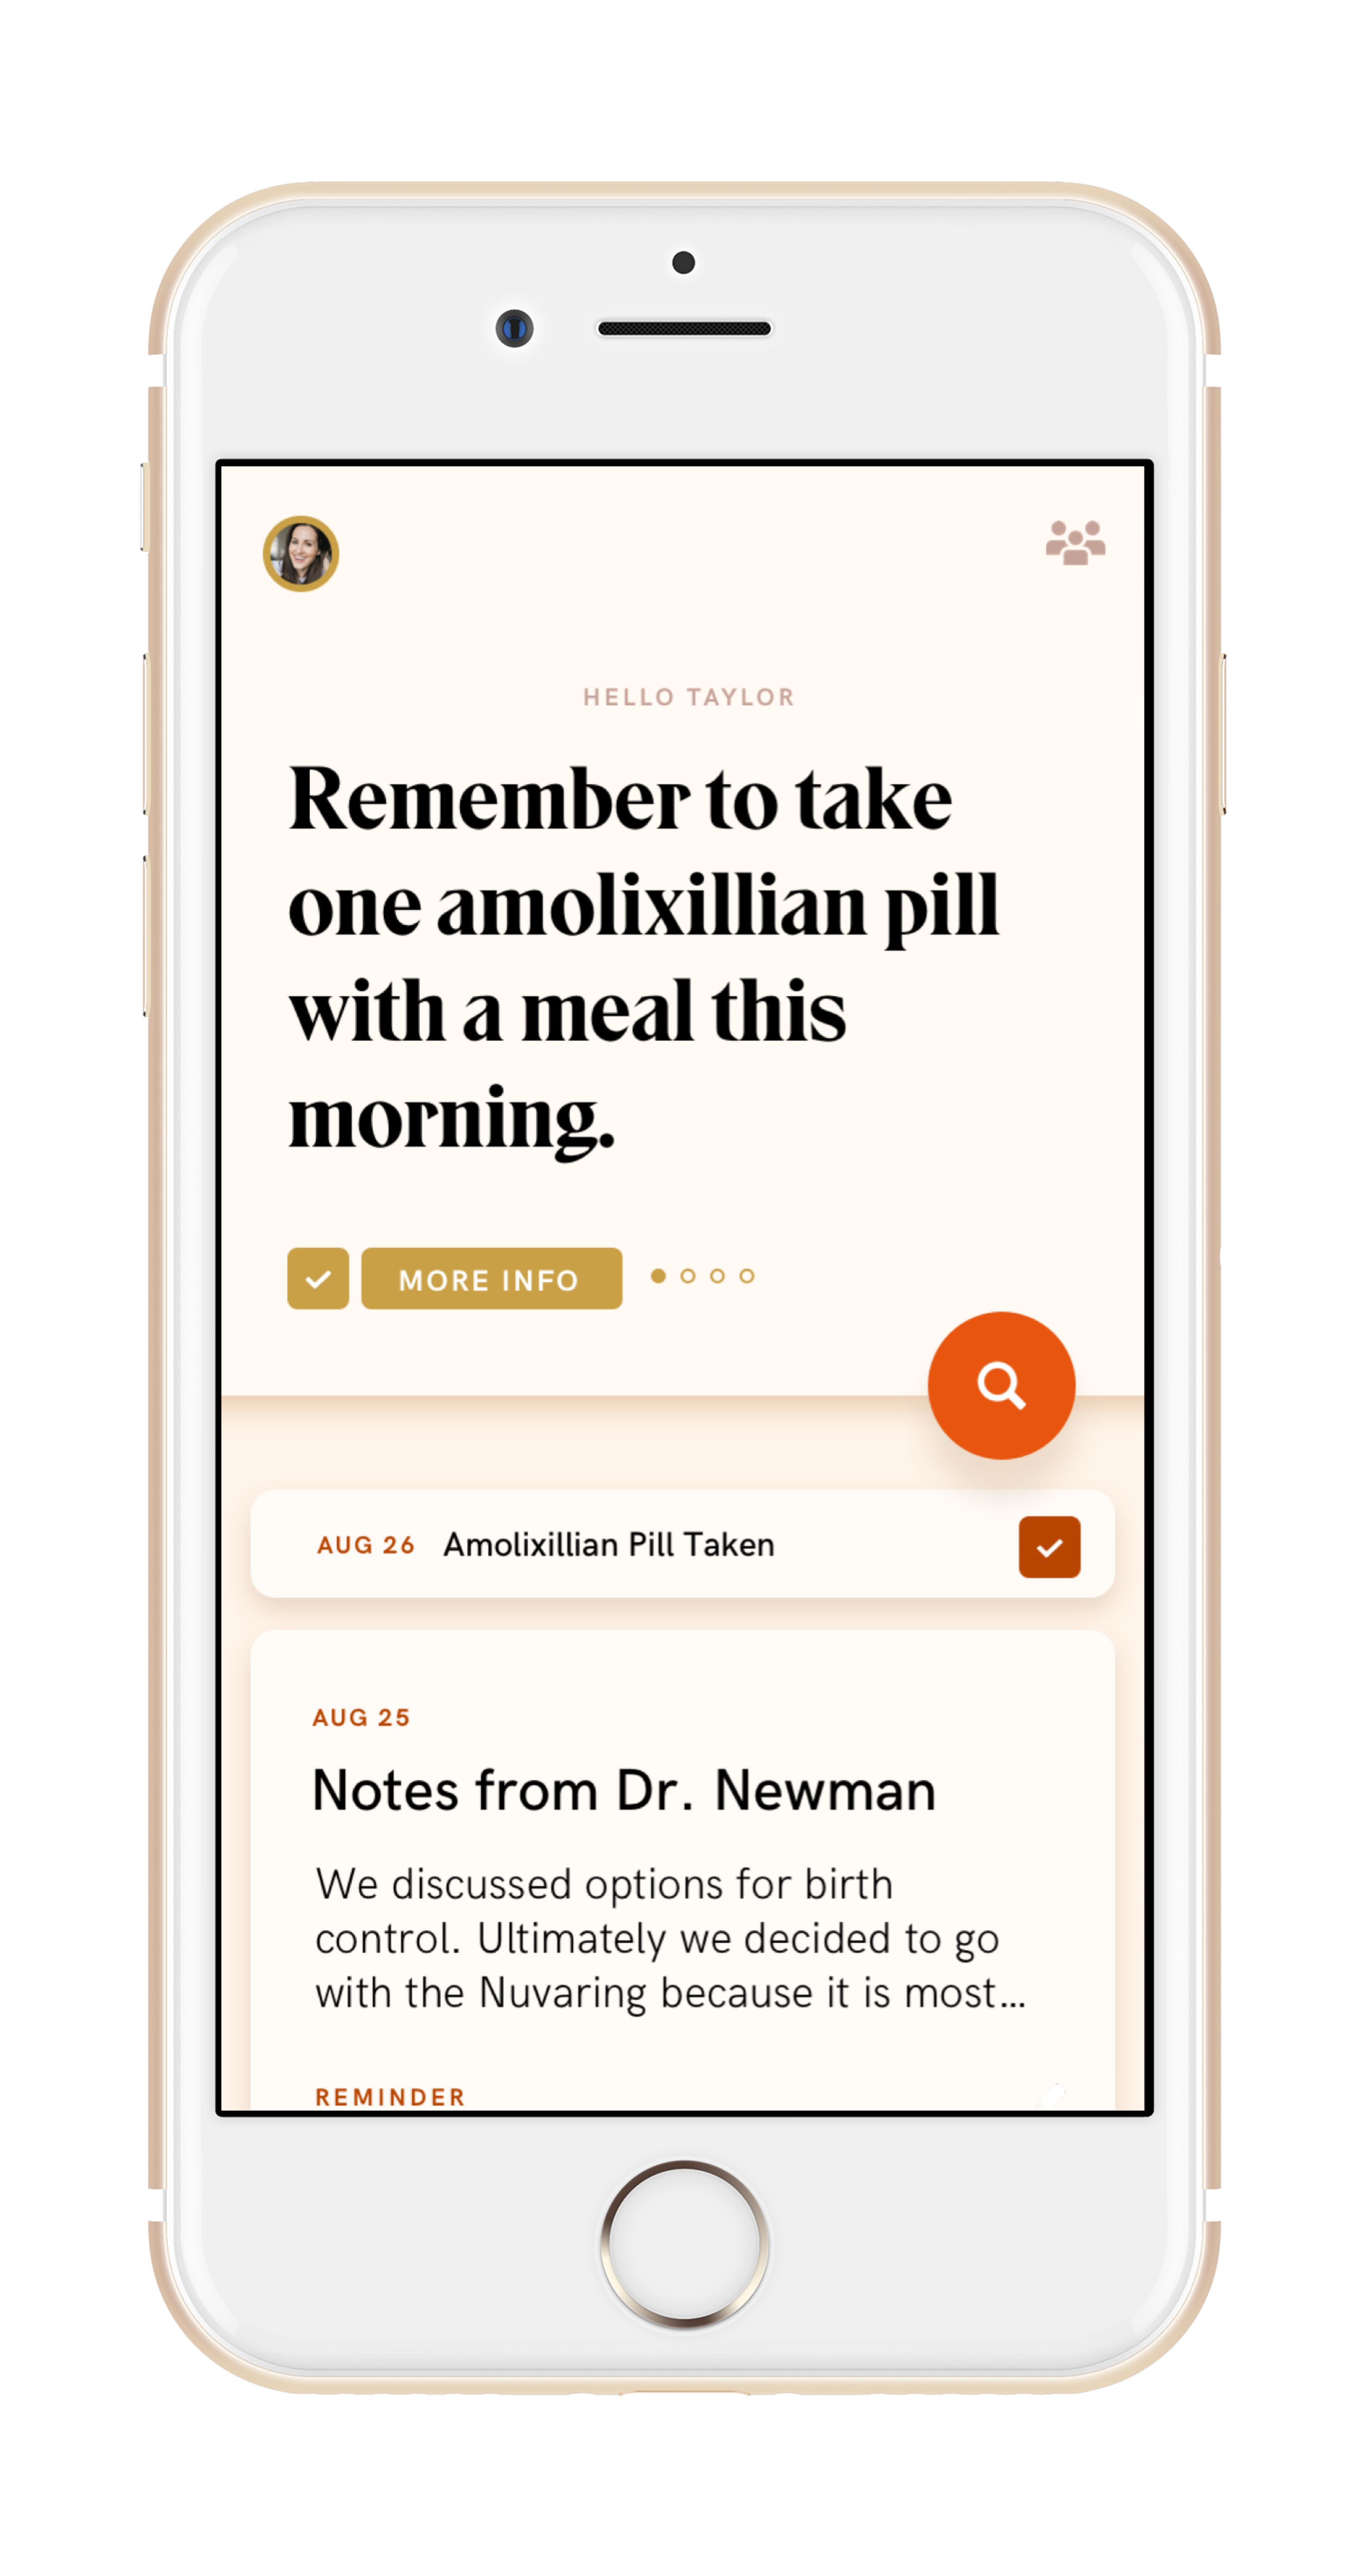 HELLO TAYLOR
Remember to take
one amolixillian pill
with a meal this
morning.
MORE INFO
AUG 26 Amolixillian Pill Taken
AUG 25
Notes from Dr. Newman
We discussed options for birth
control. Ultimately we decided to go
with the Nuvaring because it is most...
REMINDER